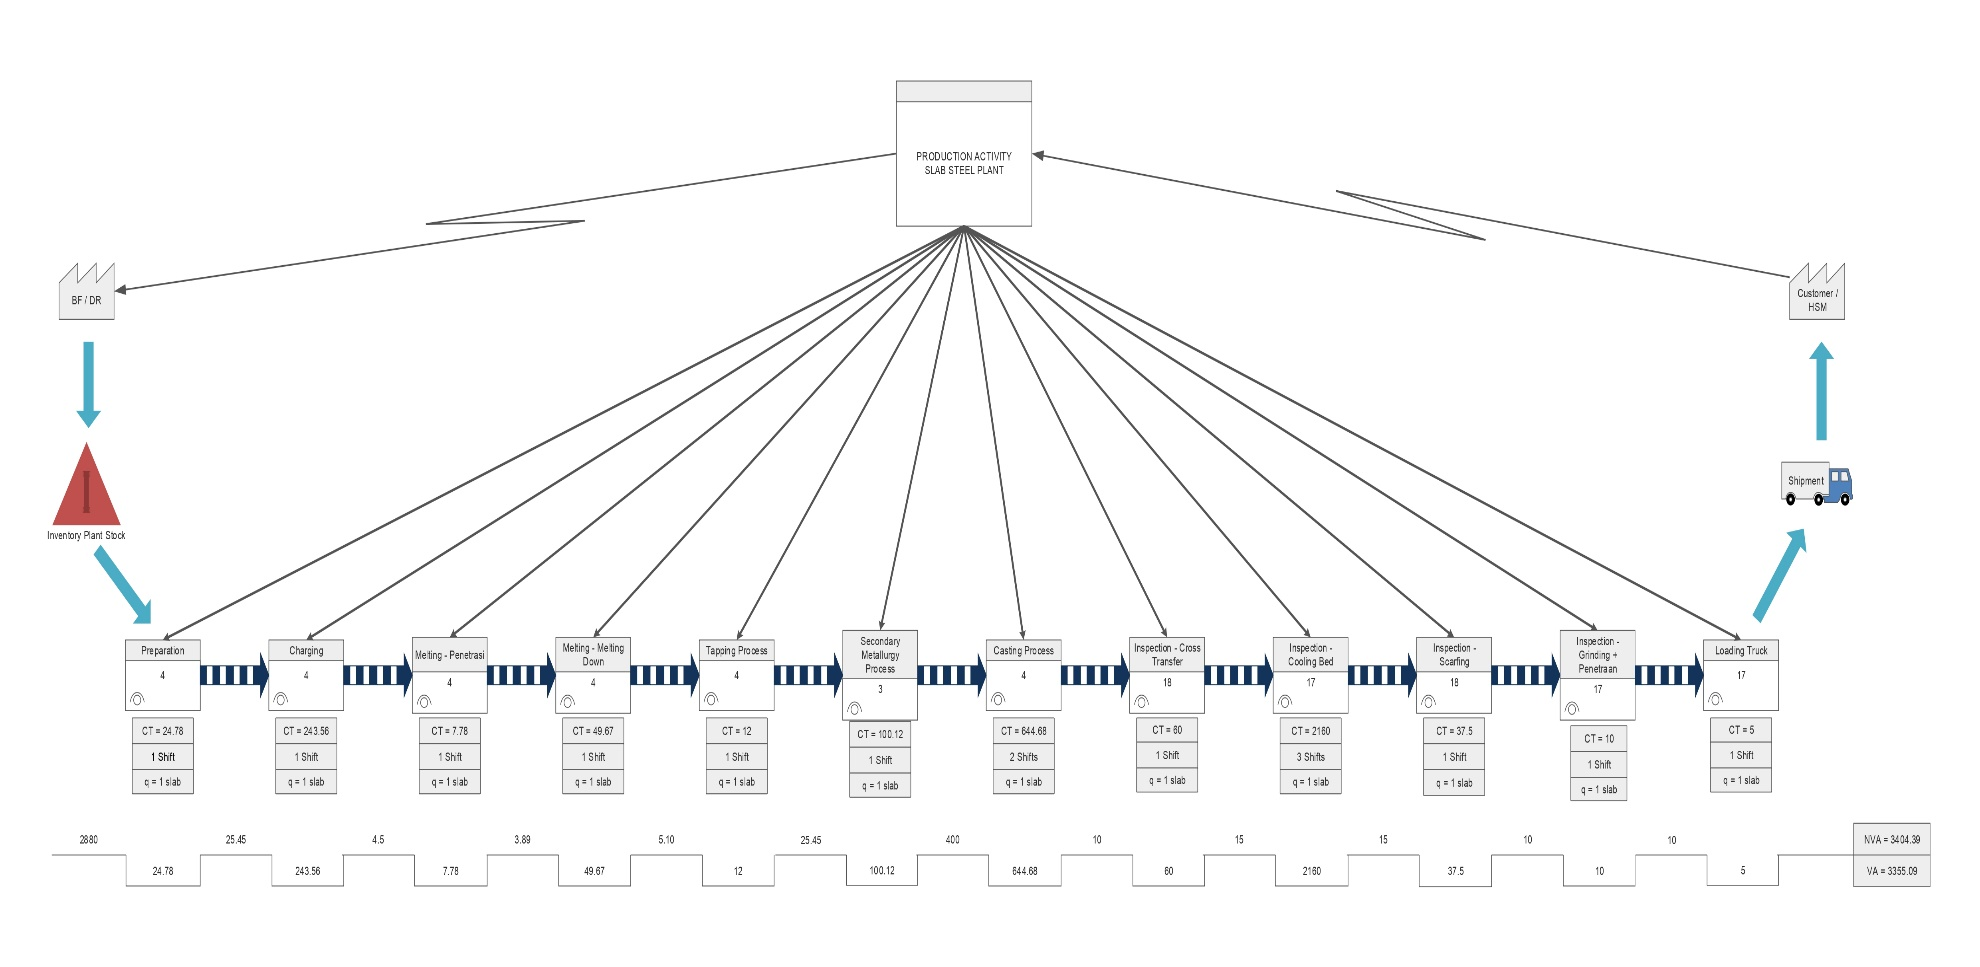 PRODUCTION ACTIVITY
SLAB STEEL PLANT
BF / DR
Customer /
HSM
Shipment
Inventory Plant Stock
Preparation
4
CT = 24.78
1 Shift
q = 1 slab
Charging
4
CT = 243.56
1 Shift
q = 1 slab
Melting - Penetrasi
4
CT = 7.78
1 Shift
q = 1 slab
Melting - Melting
Down
4
CT = 49.67
1 Shift
q = 1 slab
Tapping Process
4
CT = 12
1 Shift
q = 1 slab
Secondary
Metallurgy
Process
3
CT = 100.12
1 Shift
q = 1 slab
Casting Process
4
CT = 644.68
2 Shifts
q = 1 slab
Inspection - Cross
Transfer
18
CT = 60
1 Shift
q = 1 slab
Inspection -
Cooling Bed
17
CT = 2160
3 Shifts
q = 1 slab
Inspection -
Scarfing
18
CT = 37.5
1 Shift
q = 1 slab
Inspection -
Grinding +
Penetraan
17
CT = 10
1 Shift
q = 1 slab
Loading Truck
17
CT = 5
1 Shift
q = 1 slab
2880 25.45 4.5 3.89 5.10 25.45 400 10 15 15 10 10 NVA = 3404.39
24.78 243.56 7.78 49.67 12 100.12 644.68 60 2160 37.5 10 5 VA = 3355.09